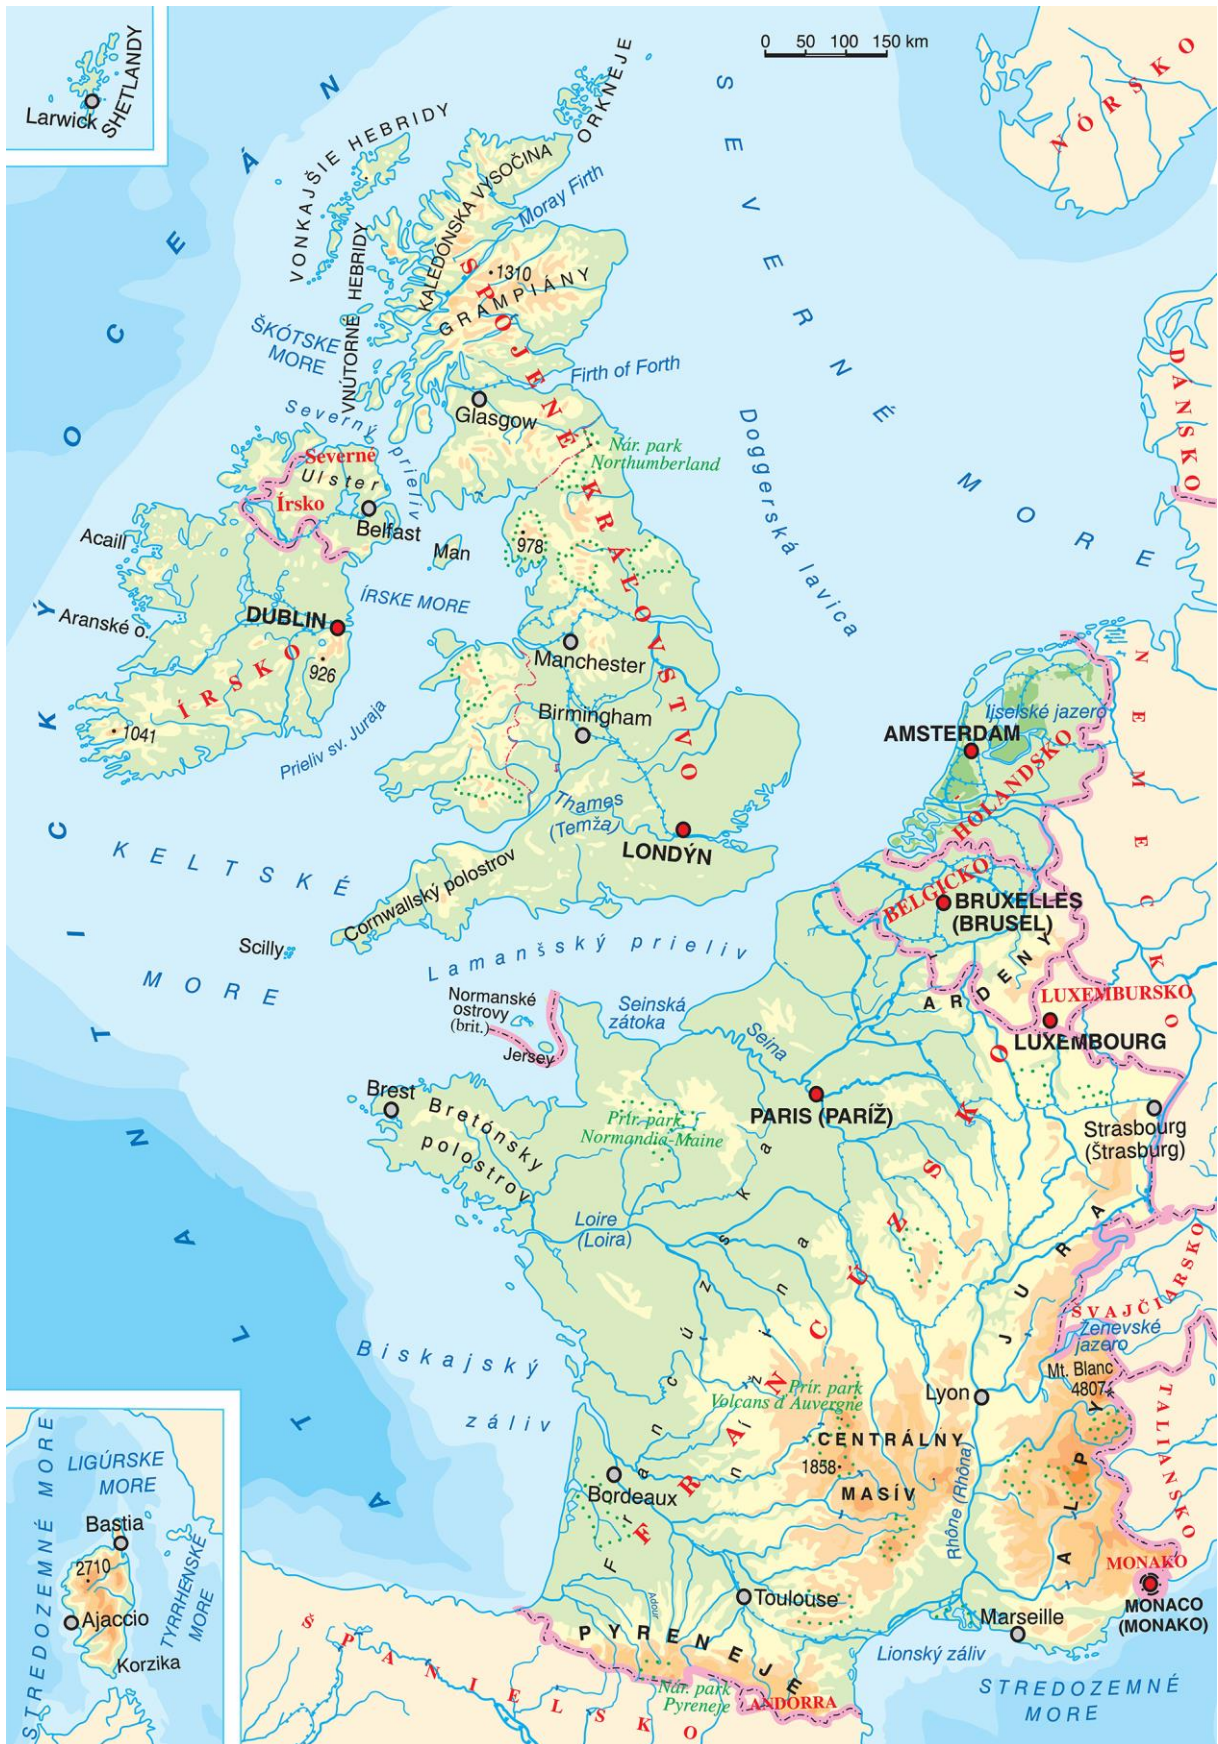 0 50 100 150 km
SHETLANDY
Larwick
ATLANTICKÝ OCEÁN
SEVERNÉ MORE
NÓRSKO
ORKNEJE
VONKAJŠIE HEBRIDY
KALEDÓNSKA VYSOČINA
Moray Firth
VNÚTORNÉ HEBRIDY
1310
GRAMPIÁNY
SPOJENÉ KRÁĽOVSTVO
ŠKÓTSKE
MORE
Firth of Forth
DÁNSKO
Glasgow
Severný prieliv
Nár. park
Northumberland
Doggerská lavica
Severné
Ulster
Írsko
Belfast
Acaill
Man
978
ÍRSKE MORE
Aranské o.
DUBLIN
Manchester
ÍRSKO
926
NEMECKO
1041
Prieliv sv. Juraja
Birmingham
Ijselské jazero
AMSTERDAM
HOLANDSKO
Thames
(Temža)
LONDÝN
KELTSKÉ
MORE
Cornwallský polostrov
BELGICKO
BRUXELLES
(BRUSEL)
Scilly
Lamanšský prieliv
ARDENY
Normanské
ostrovy
(brit.)
Jersey
Seinská
zátoka
Seina
LUXEMBURSKO
LUXEMBOURG
Brest
Bretónsky
polostrov
PARIS (PARÍŽ)
Prír. park
Normandia-Maine
Strasbourg
(Štrasburg)
Loire
(Loira)
FRANCÚZSKO
Francúzska
nížina
JURA
ŠVAJČIARSKO
Ženevské
jazero
Biskajský
záliv
Mt. Blanc
4807
Prír. park
Volcans d'Auvergne
Lyon
TALIANSKO
CENTRÁLNY
MASÍV
1858
ALPY
Bordeaux
Rhône (Rhôna)
LIGÚRSKE
MORE
STREDOZEMNÉ MORE
Bastia
2710
Ajaccio
TYRRHENSKÉ
MORE
Korzika
MONAKO
MONACO
(MONAKO)
Toulouse
Marseille
Adour
PYRENEJE
ŠPANIELSKO
Nár. park
Pyreneje
ANDORRA
Lionský záliv
STREDOZEMNÉ
MORE